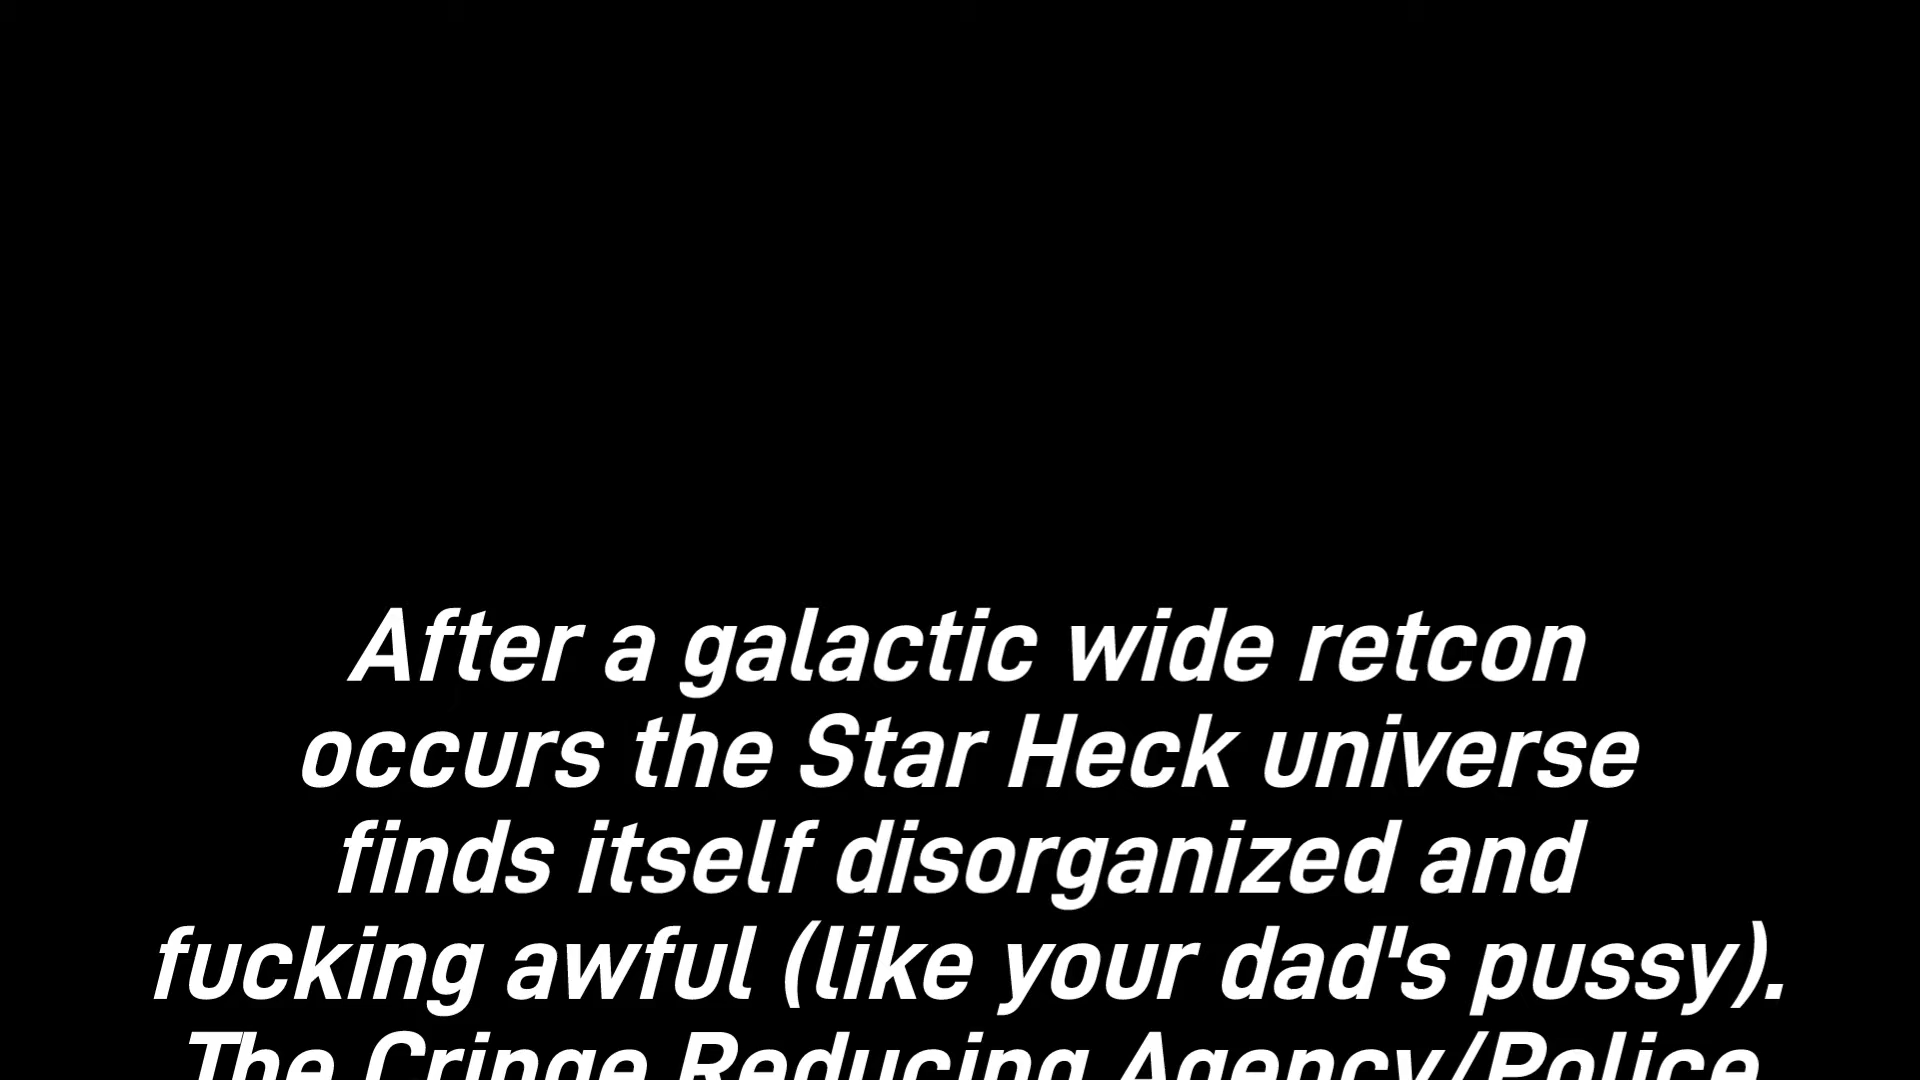 After a galactic wide retcon
occurs the Star Heck universe
finds itself disorganized and
fucking awful (like your dad's pussy).
The Cringe Reducing Agency/Police